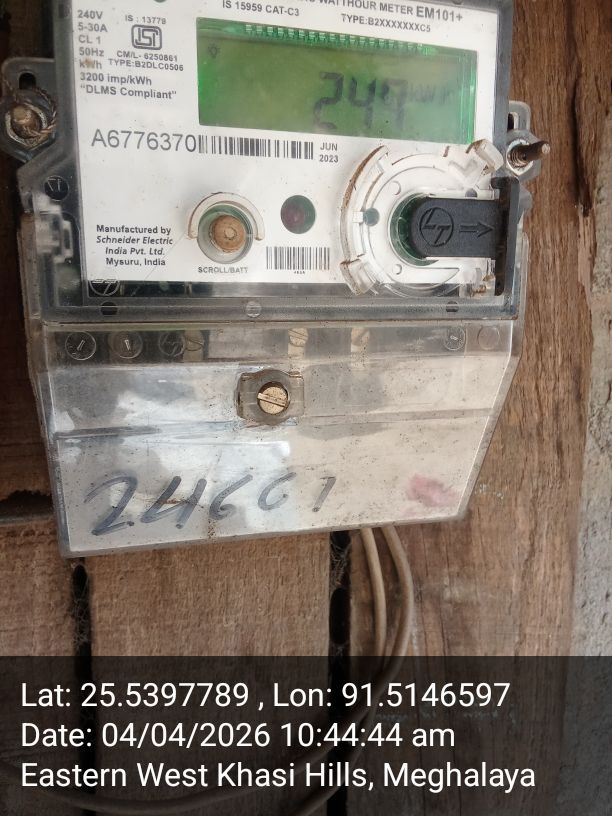 WATTHOUR METER EM101+
IS 15959 CAT-C3
TYPE:B2XXXXXXXC5
240V
5-30A
CL 1
50Hz
kWh
IS : 13779
CM/L- 6250861
TYPE:B2DLC0506
3200 imp/kWh
"DLMS Compliant"
249
A6776370
JUN
2023
Manufactured by
Schneider Electric
India Pvt. Ltd.
Mysuru, India
SCROLL/BATT
LT
24661
Lat: 25.5397789 , Lon: 91.5146597
Date: 04/04/2026 10:44:44 am
Eastern West Khasi Hills, Meghalaya